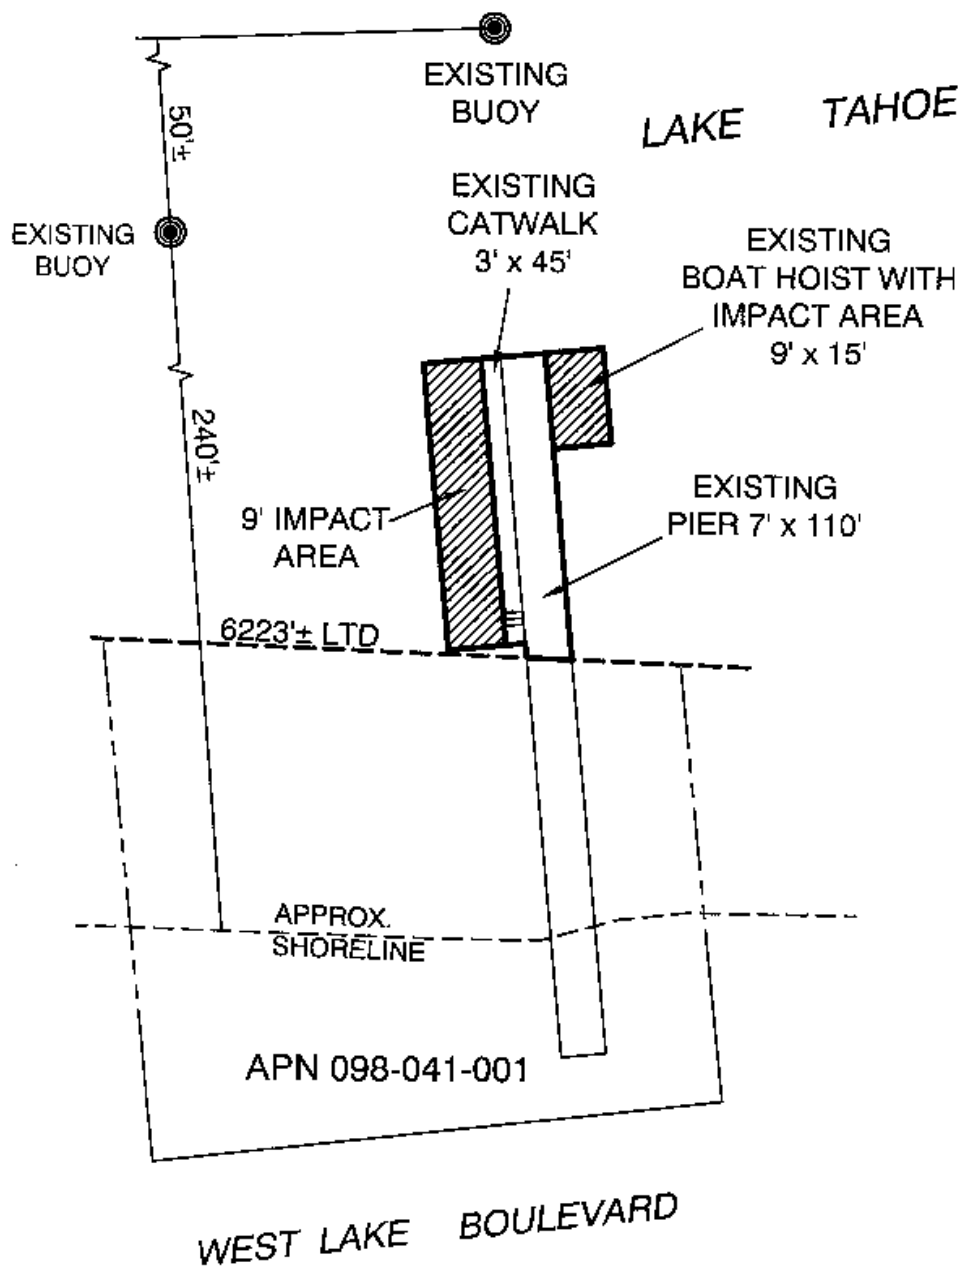 EXISTING
BUOY
LAKE TAHOE
50'±
EXISTING
CATWALK
3' x 45'
EXISTING
BUOY
EXISTING
BOAT HOIST WITH
IMPACT AREA
9' x 15'
240'±
9' IMPACT
AREA
EXISTING
PIER 7' x 110'
6223'± LTD
APPROX.
SHORELINE
APN 098-041-001
WEST LAKE BOULEVARD